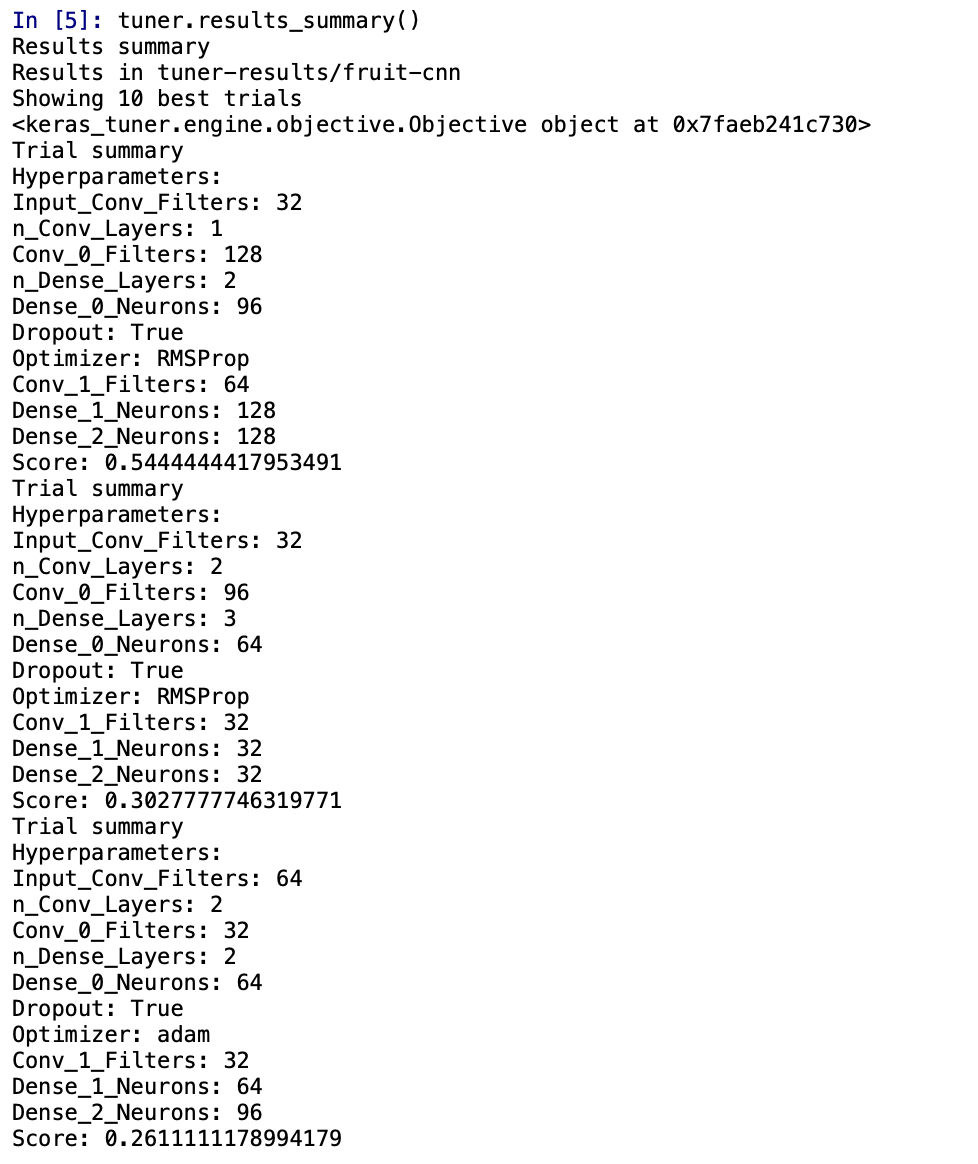 In [5]: tuner.results_summary()
Results summary
Results in tuner-results/fruit-cnn
Showing 10 best trials
<keras_tuner.engine.objective.Objective object at 0x7faeb241c730>
Trial summary
Hyperparameters:
Input_Conv_Filters: 32
n_Conv_Layers: 1
Conv_0_Filters: 128
n_Dense_Layers: 2
Dense_0_Neurons: 96
Dropout: True
Optimizer: RMSProp
Conv_1_Filters: 64
Dense_1_Neurons: 128
Dense_2_Neurons: 128
Score: 0.5444444417953491
Trial summary
Hyperparameters:
Input_Conv_Filters: 32
n_Conv_Layers: 2
Conv_0_Filters: 96
n_Dense_Layers: 3
Dense_0_Neurons: 64
Dropout: True
Optimizer: RMSProp
Conv_1_Filters: 32
Dense_1_Neurons: 32
Dense_2_Neurons: 32
Score: 0.3027777746319771
Trial summary
Hyperparameters:
Input_Conv_Filters: 64
n_Conv_Layers: 2
Conv_0_Filters: 32
n_Dense_Layers: 2
Dense_0_Neurons: 64
Dropout: True
Optimizer: adam
Conv_1_Filters: 32
Dense_1_Neurons: 64
Dense_2_Neurons: 96
Score: 0.2611111178994179